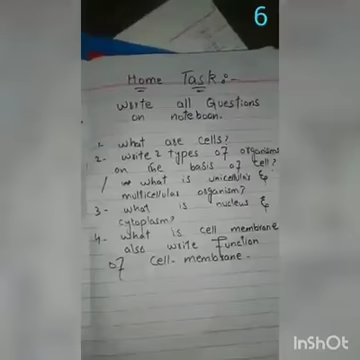 6
Home Task:-
Write all Questions
on notebook.
1. What are cells?
2- Write 2 types of organisms
on the basis of cell?
/ → What is unicellular &
multicellular organism?
3 - What is nucleus &
cytoplasm?
4- What is cell membrane
also write function
of cell-membrane.
InShOt